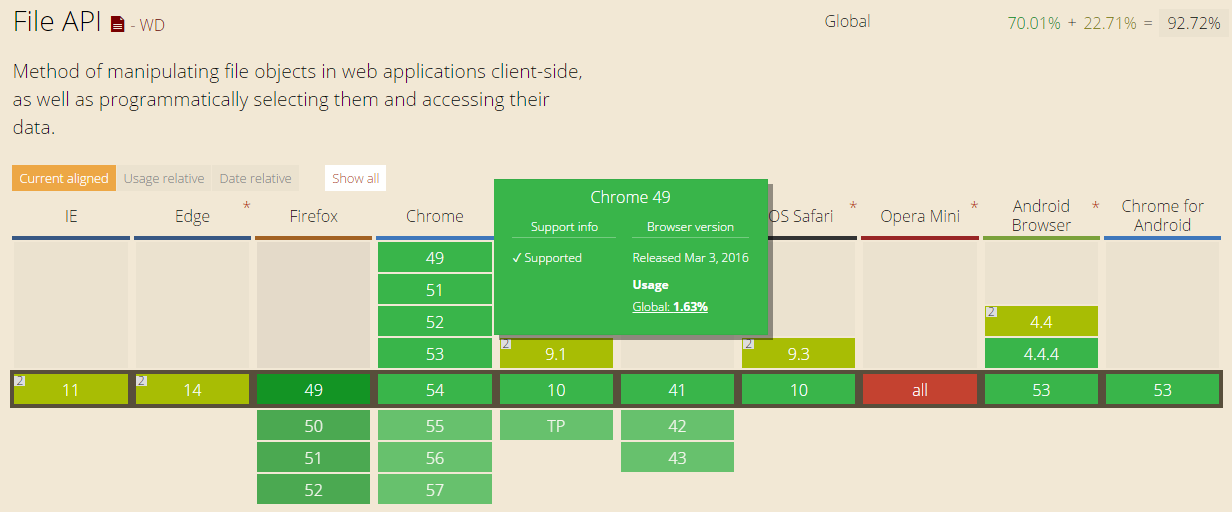 File API - WD
Global 70.01% + 22.71% = 92.72%
Method of manipulating file objects in web applications client-side,
as well as programmatically selecting them and accessing their
data.
Current aligned Usage relative Date relative Show all
IE Edge * Firefox Chrome OS Safari * Opera Mini * Android Browser * Chrome for Android
Chrome 49
Support info Browser version
✓ Supported Released Mar 3, 2016
Usage
Global: 1.63%
49
51
52 2 4.4
53 2 9.1 2 9.3 4.4.4
2 11 2 14 49 54 10 41 10 all 53 53
50 55 TP 42
51 56 43
52 57